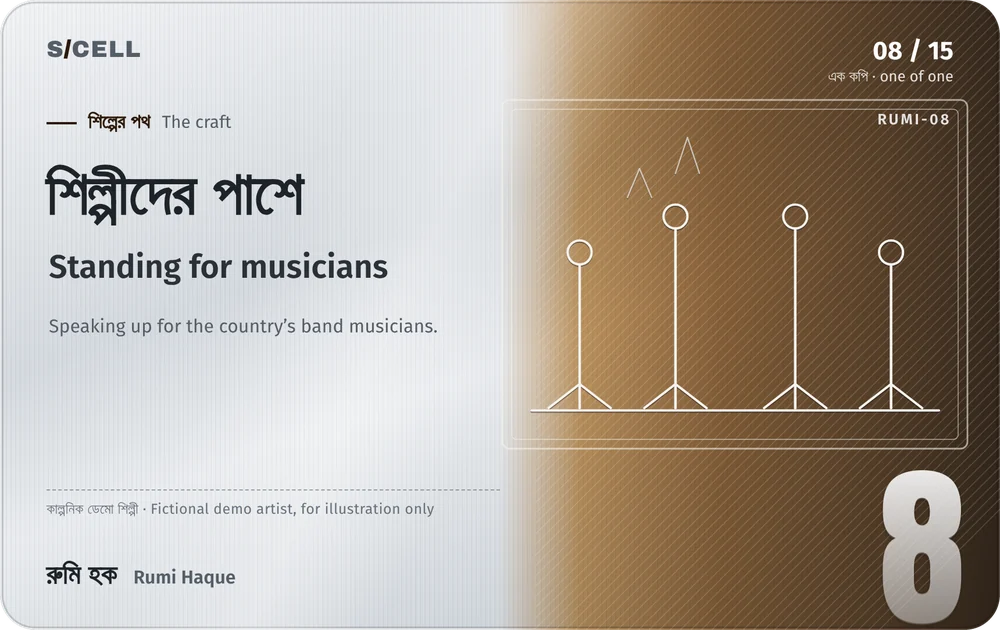 S/CELL
08 / 15
এক কপি · one of one
শিল্পের পথ The craft
RUMI-08
শিল্পীদের পাশে
Standing for musicians
Speaking up for the country’s band musicians.
কাল্পনিক ডেমো শিল্পী · Fictional demo artist, for illustration only
রুমি হক Rumi Haque
8